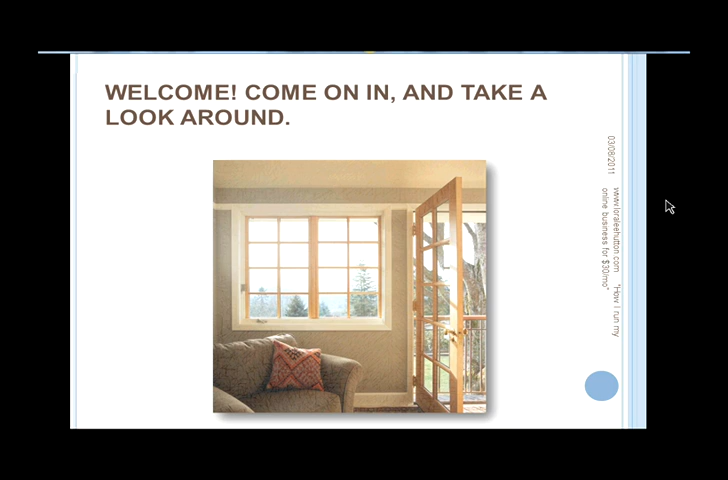 WELCOME! COME ON IN, AND TAKE A
LOOK AROUND.
03/08/2011
www.loraleehutton.com "How I run my
online business for $30/mo"